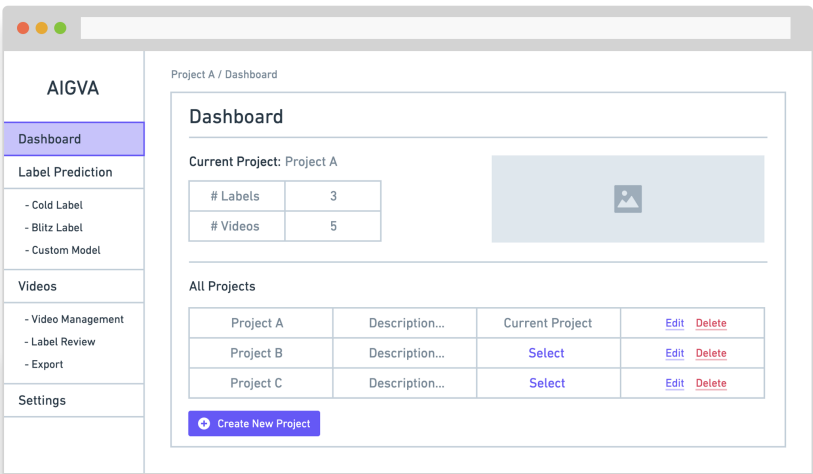 AIGVA
Dashboard
Label Prediction
- Cold Label
- Blitz Label
- Custom Model
Videos
- Video Management
- Label Review
- Export
Settings
Project A / Dashboard
Dashboard
Current Project: Project A
# Labels 3
# Videos 5
All Projects
Project A Description... Current Project Edit Delete
Project B Description... Select Edit Delete
Project C Description... Select Edit Delete
Create New Project